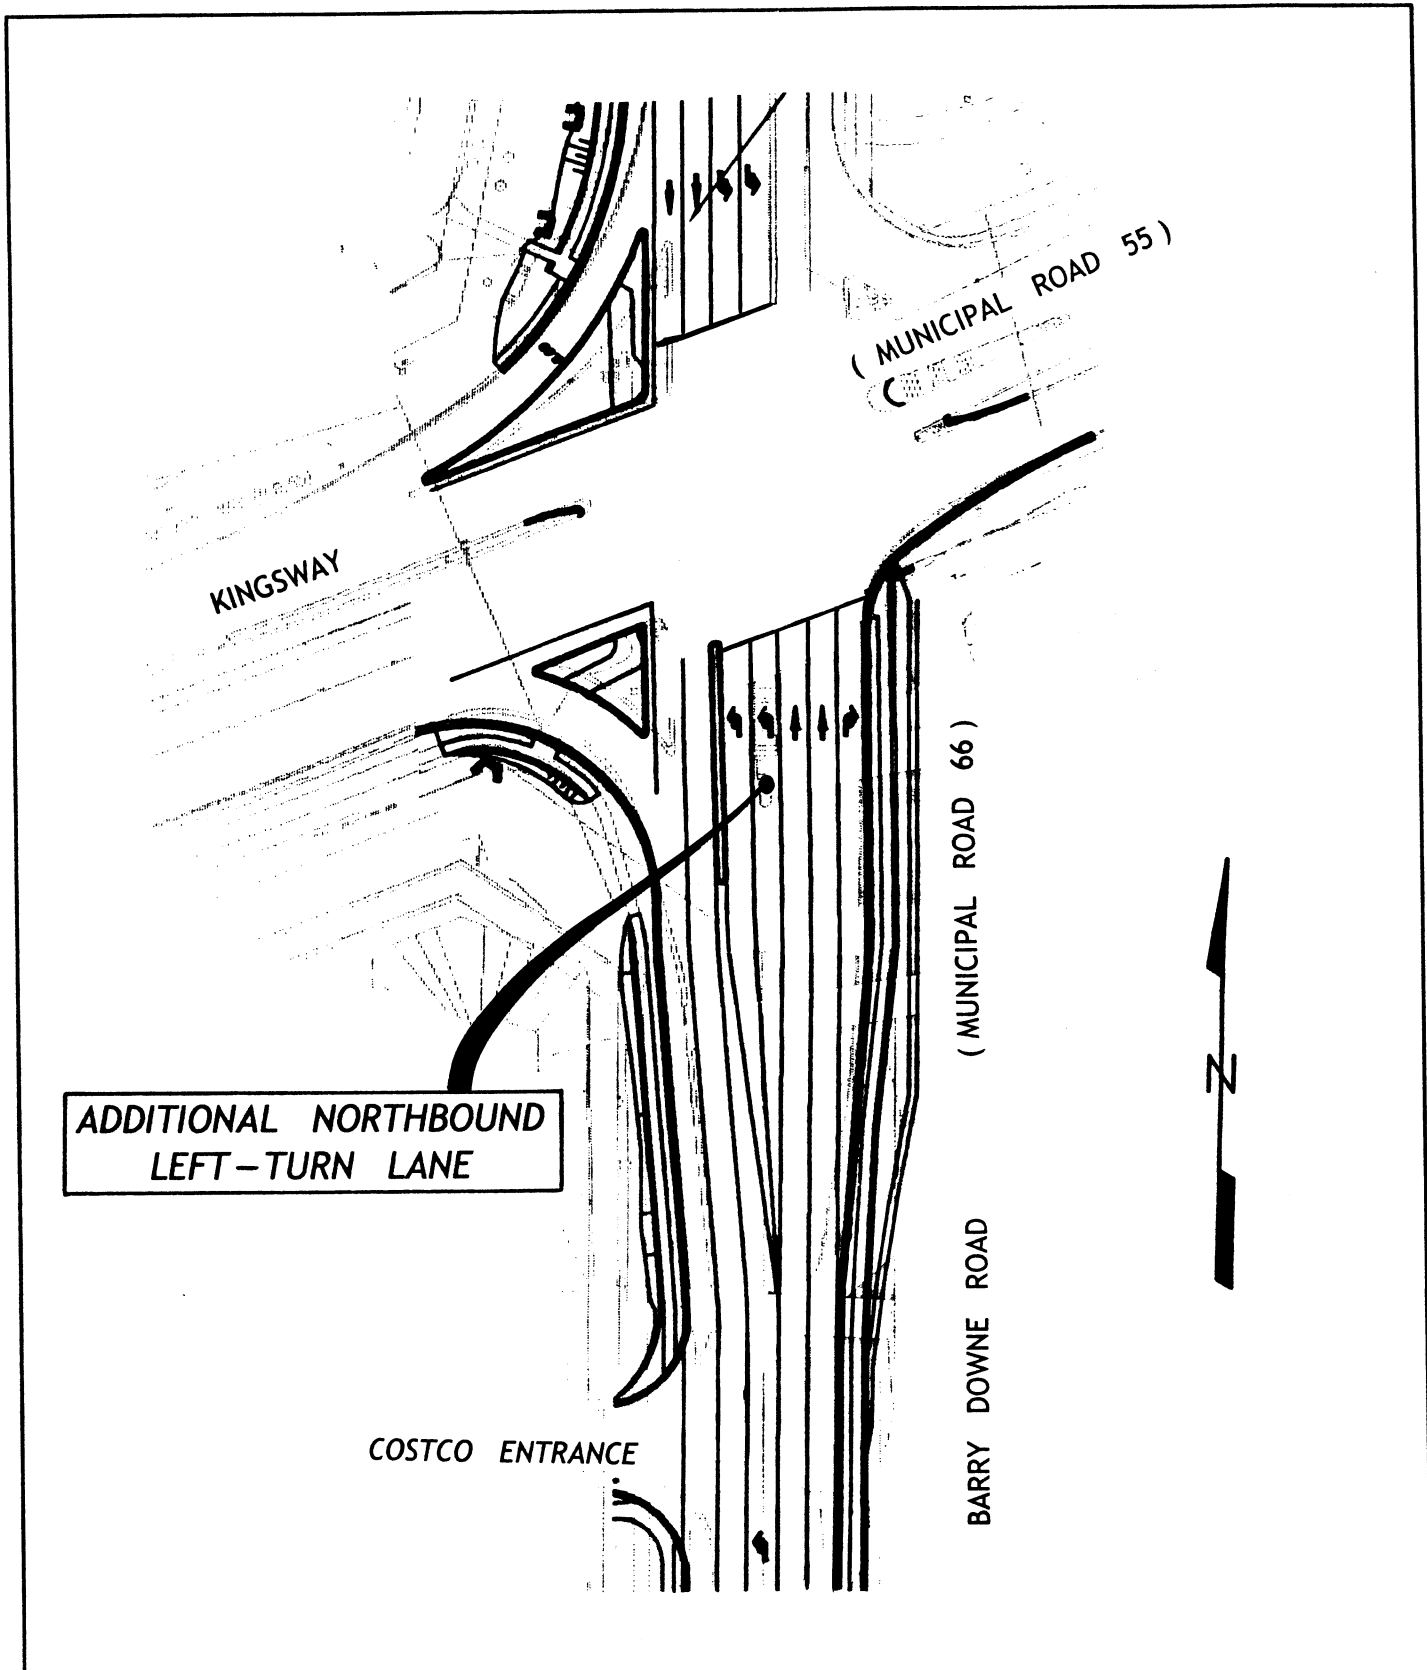 ( MUNICIPAL ROAD 55 )
KINGSWAY
( MUNICIPAL ROAD 66 )
ADDITIONAL NORTHBOUND
LEFT-TURN LANE
N
BARRY DOWNE ROAD
COSTCO ENTRANCE